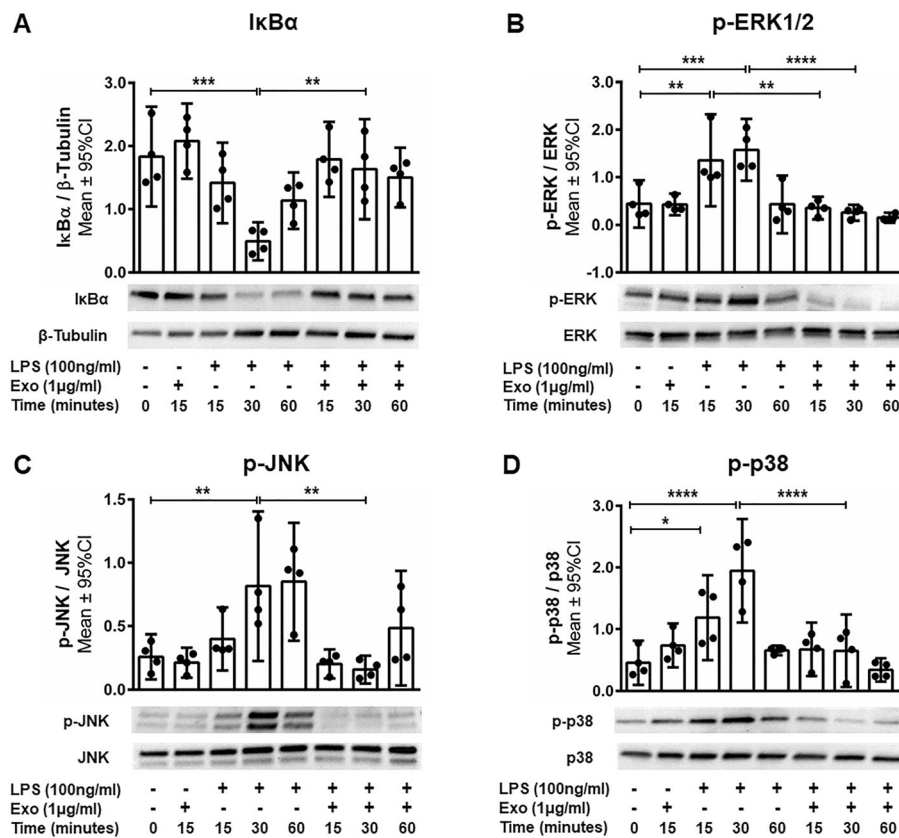 A
IκBα
*** **
3.0
2.0
1.0
0.0
IκBα / β-Tubulin
Mean ± 95%CI
IκBα
β-Tubulin
LPS (100ng/ml) - - + + + + + +
Exo (1µg/ml) - + - - - + + +
Time (minutes) 0 15 15 30 60 15 30 60
B
p-ERK1/2
*** ****
** **
3.0
2.0
1.0
0.0
-1.0
p-ERK / ERK
Mean ± 95%CI
p-ERK
ERK
LPS (100ng/ml) - - + + + + + +
Exo (1µg/ml) - + - - - + + +
Time (minutes) 0 15 15 30 60 15 30 60
C
p-JNK
** **
1.5
1.0
0.5
0.0
p-JNK / JNK
Mean ± 95%CI
p-JNK
JNK
LPS (100ng/ml) - - + + + + + +
Exo (1µg/ml) - + - - - + + +
Time (minutes) 0 15 15 30 60 15 30 60
D
p-p38
**** ****
*
3.0
2.0
1.0
0.0
p-p38 / p38
Mean ± 95%CI
p-p38
p38
LPS (100ng/ml) - - + + + + + +
Exo (1µg/ml) - + - - - + + +
Time (minutes) 0 15 15 30 60 15 30 60